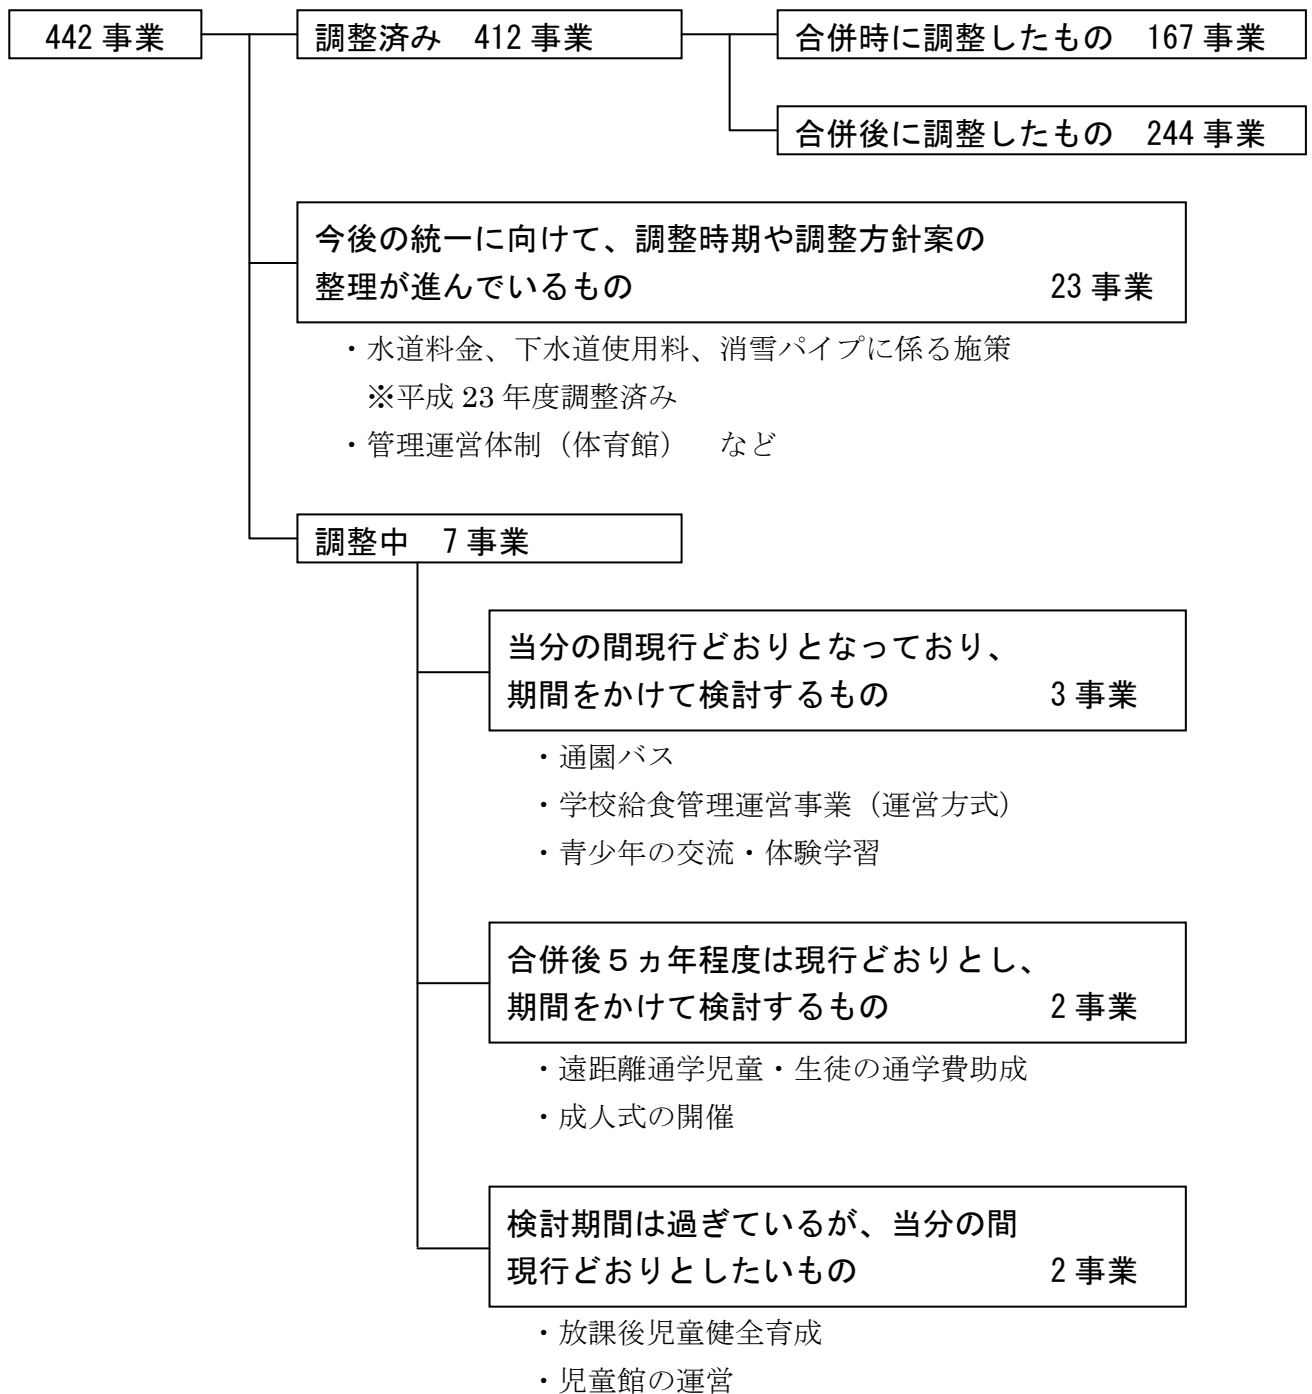 442 事業
調整済み　412 事業
合併時に調整したもの　167 事業
合併後に調整したもの　244 事業
今後の統一に向けて、調整時期や調整方針案の
整理が進んでいるもの　23 事業
・水道料金、下水道使用料、消雪パイプに係る施策
※平成 23 年度調整済み
・管理運営体制（体育館）　など
調整中　7 事業
当分の間現行どおりとなっており、
期間をかけて検討するもの　3 事業
・通園バス
・学校給食管理運営事業（運営方式）
・青少年の交流・体験学習
合併後５ヵ年程度は現行どおりとし、
期間をかけて検討するもの　2 事業
・遠距離通学児童・生徒の通学費助成
・成人式の開催
検討期間は過ぎているが、当分の間
現行どおりとしたいもの　2 事業
・放課後児童健全育成
・児童館の運営